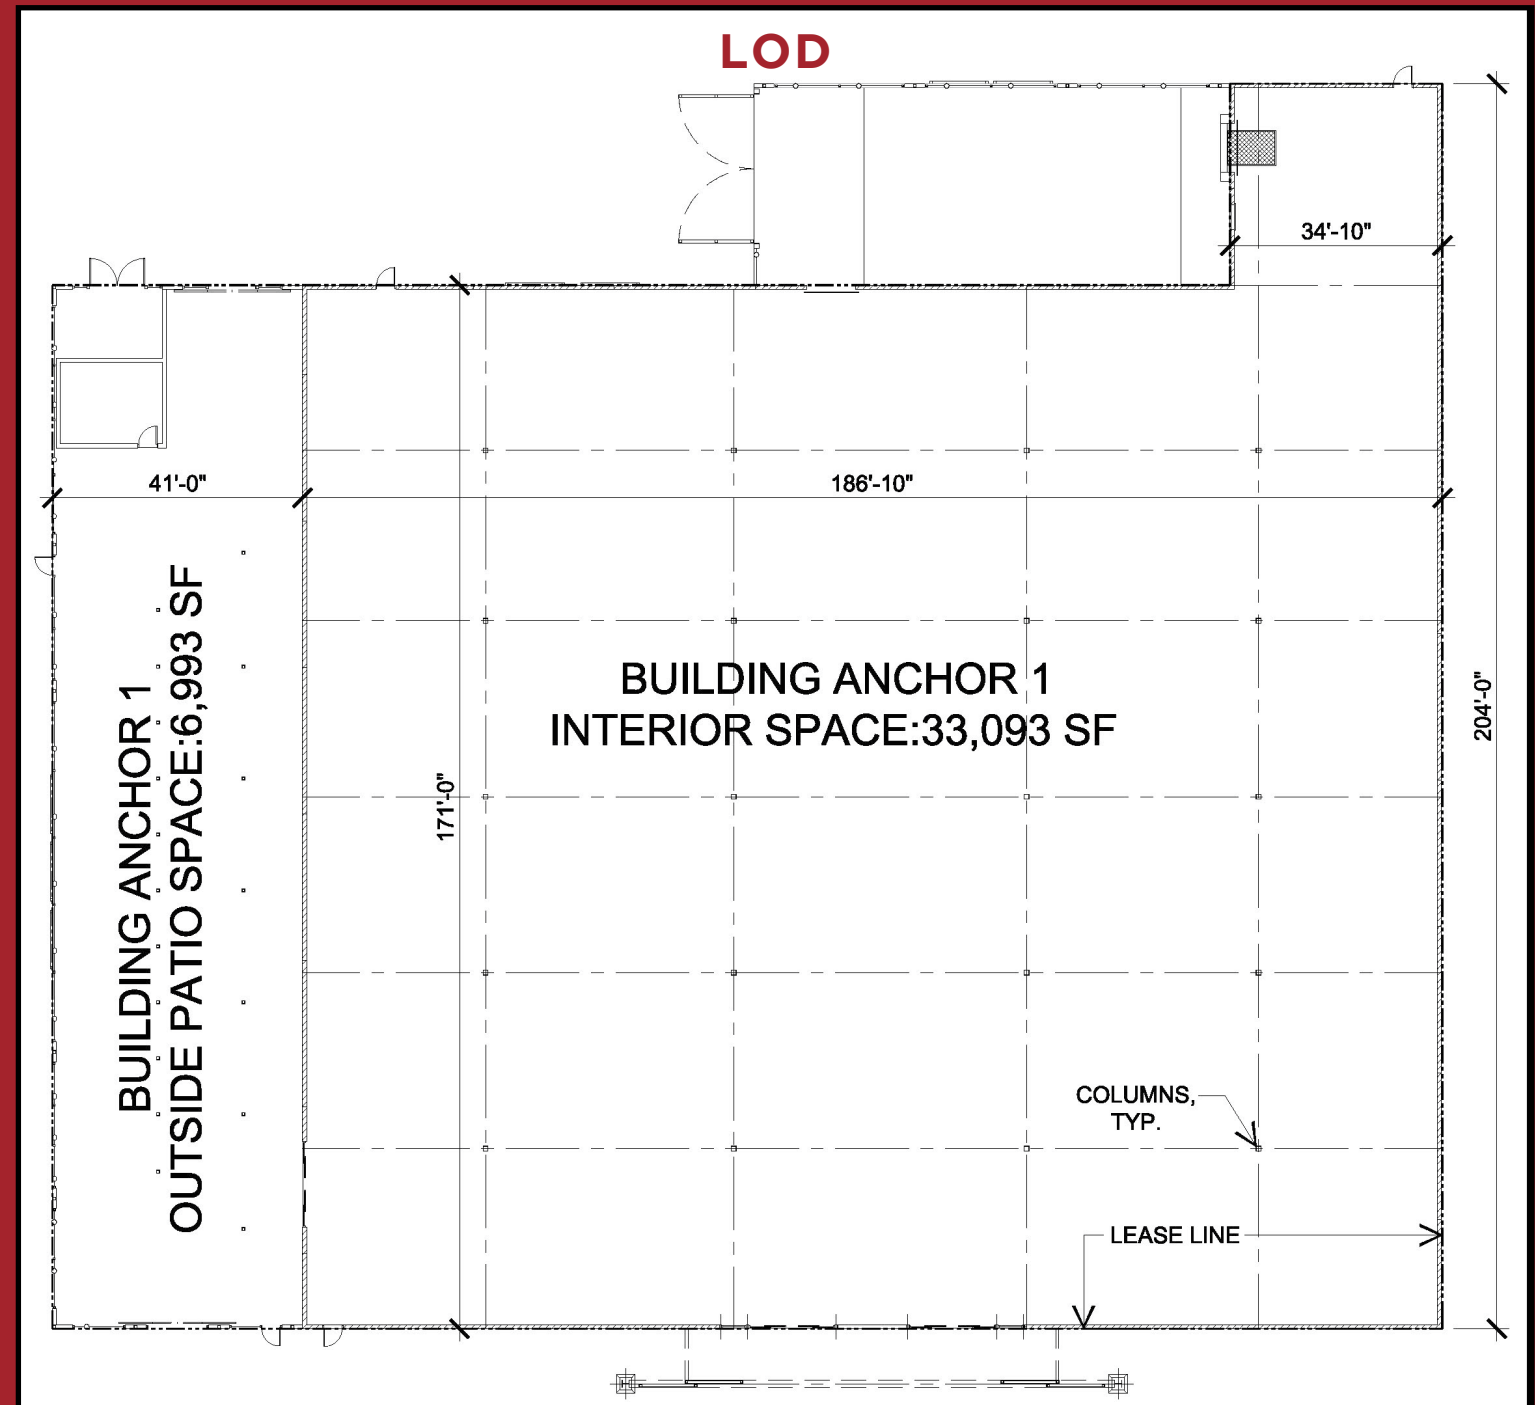 LOD
34'-10"
41'-0"
186'-10"
BUILDING ANCHOR 1
OUTSIDE PATIO SPACE:6,993 SF
BUILDING ANCHOR 1
INTERIOR SPACE:33,093 SF
171'-0"
204'-0"
COLUMNS,
TYP.
LEASE LINE